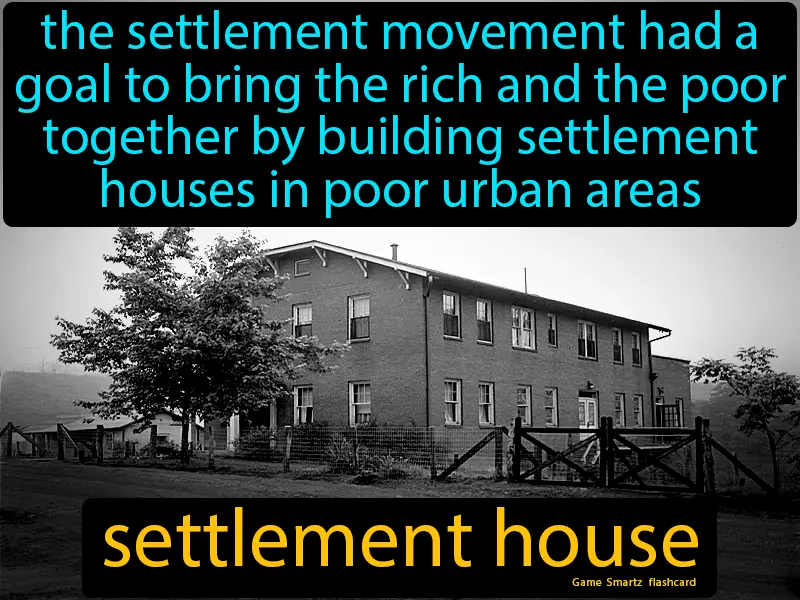 the settlement movement had a
goal to bring the rich and the poor
together by building settlement
houses in poor urban areas
settlement house
Game Smartz flashcard